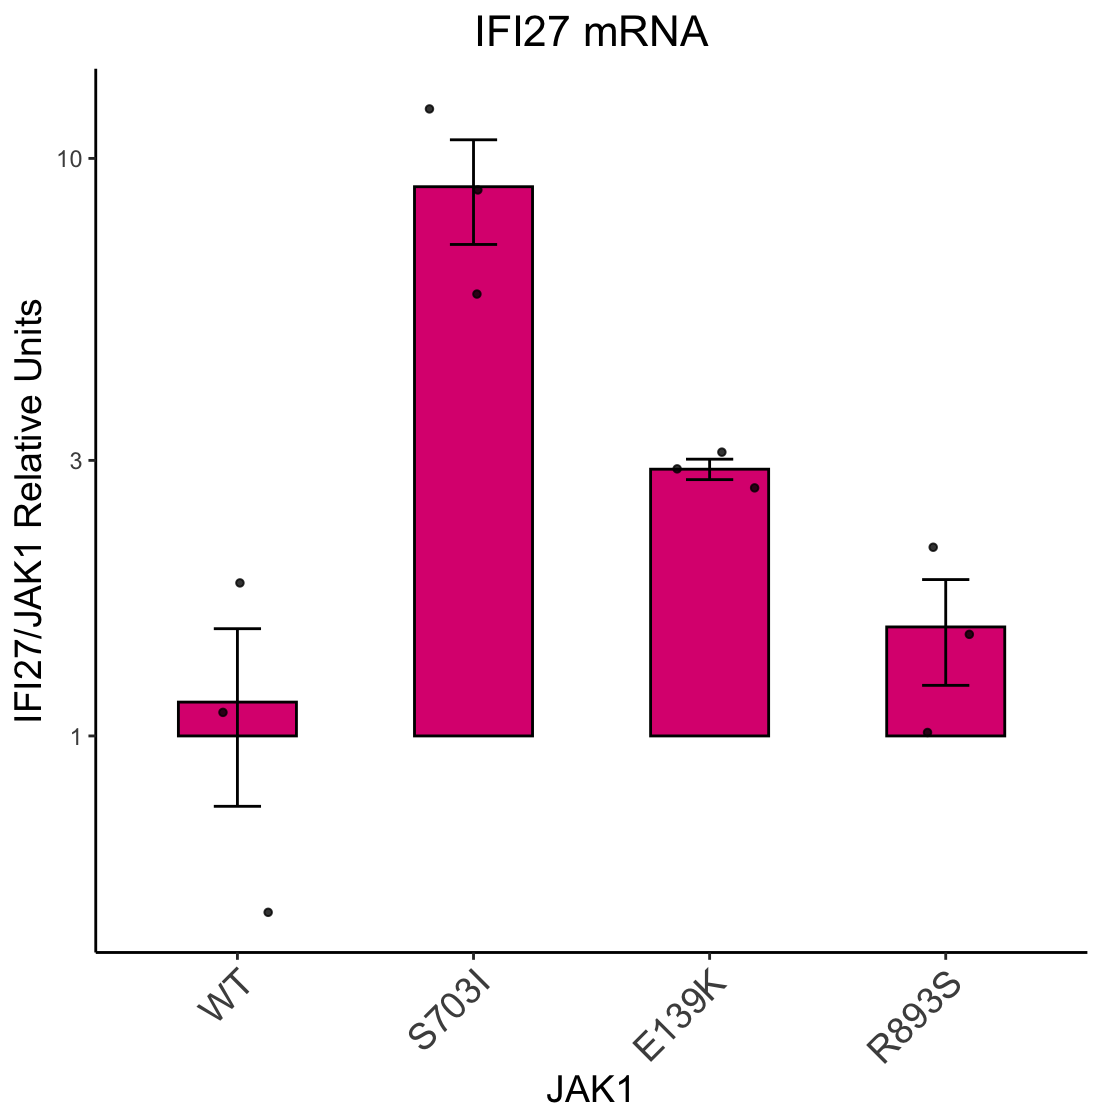 IFI27 mRNA
IFI27/JAK1 Relative Units
10
3
1
WT
S703I
E139K
R893S
JAK1